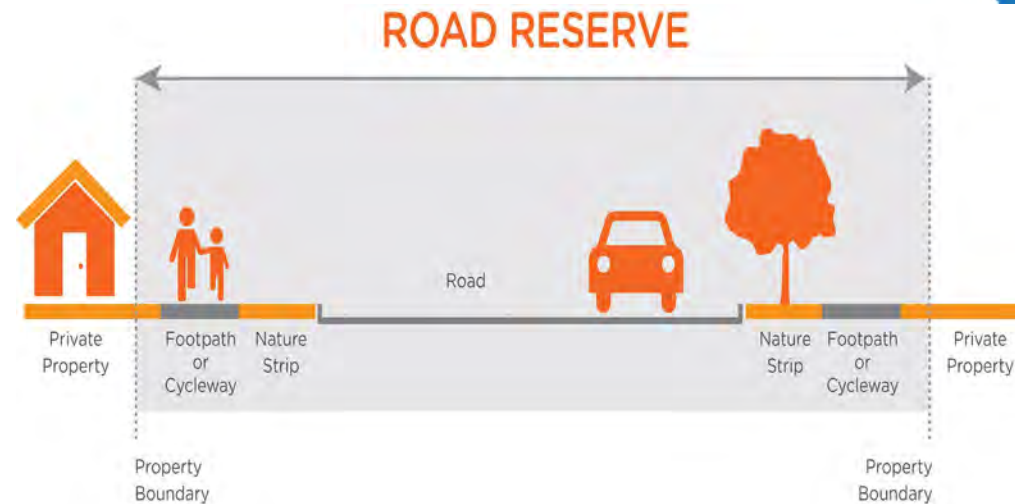 ROAD RESERVE
Road
Private
Property
Footpath
or
Cycleway
Nature
Strip
Nature
Strip
Footpath
or
Cycleway
Private
Property
Property
Boundary
Property
Boundary